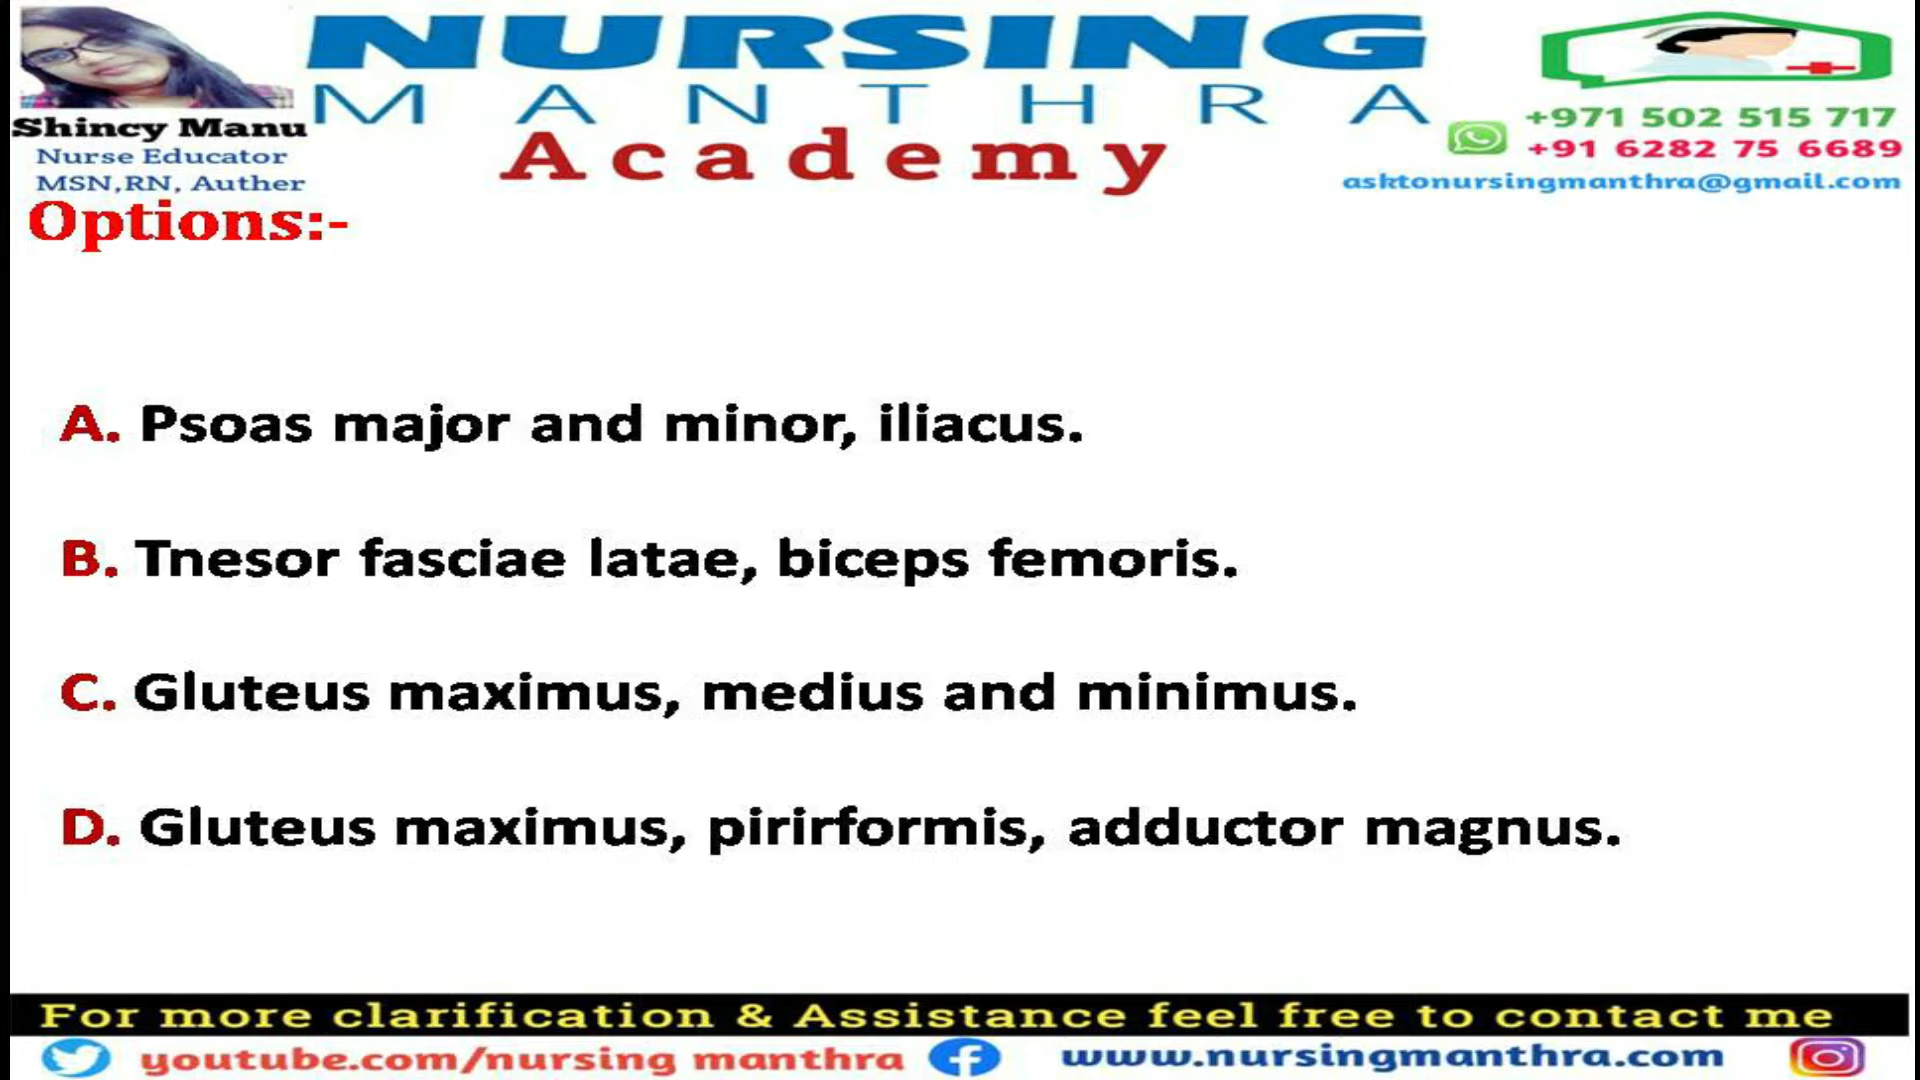 NURSING
MANTHRA
Academy
Shincy Manu
Nurse Educator
MSN,RN, Auther
+971 502 515 717
+91 6282 75 6689
asktonursingmanthra@gmail.com
Options:-
A. Psoas major and minor, iliacus.
B. Tnesor fasciae latae, biceps femoris.
C. Gluteus maximus, medius and minimus.
D. Gluteus maximus, pirirformis, adductor magnus.
For more clarification & Assistance feel free to contact me
youtube.com/nursing manthra
www.nursingmanthra.com